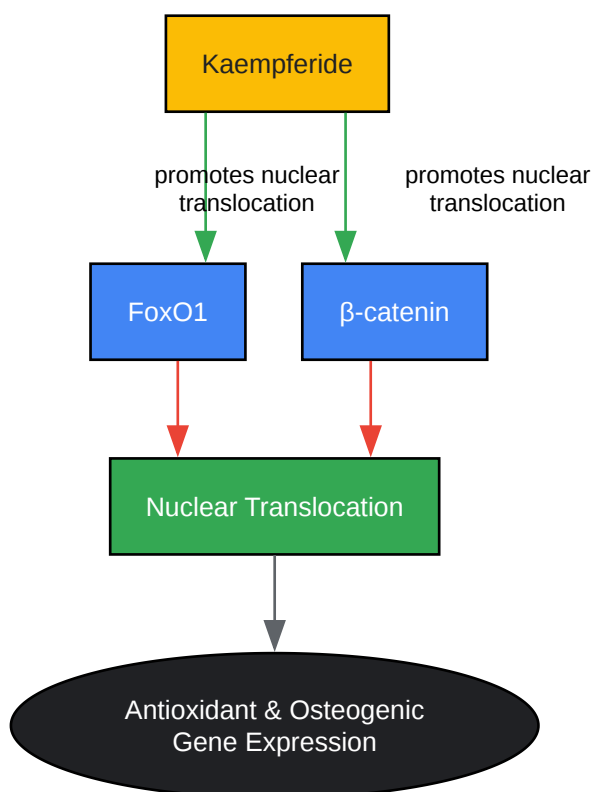 Kaempferide
promotes nuclear
translocation
promotes nuclear
translocation
FoxO1
β-catenin
Nuclear Translocation
Antioxidant & Osteogenic
Gene Expression